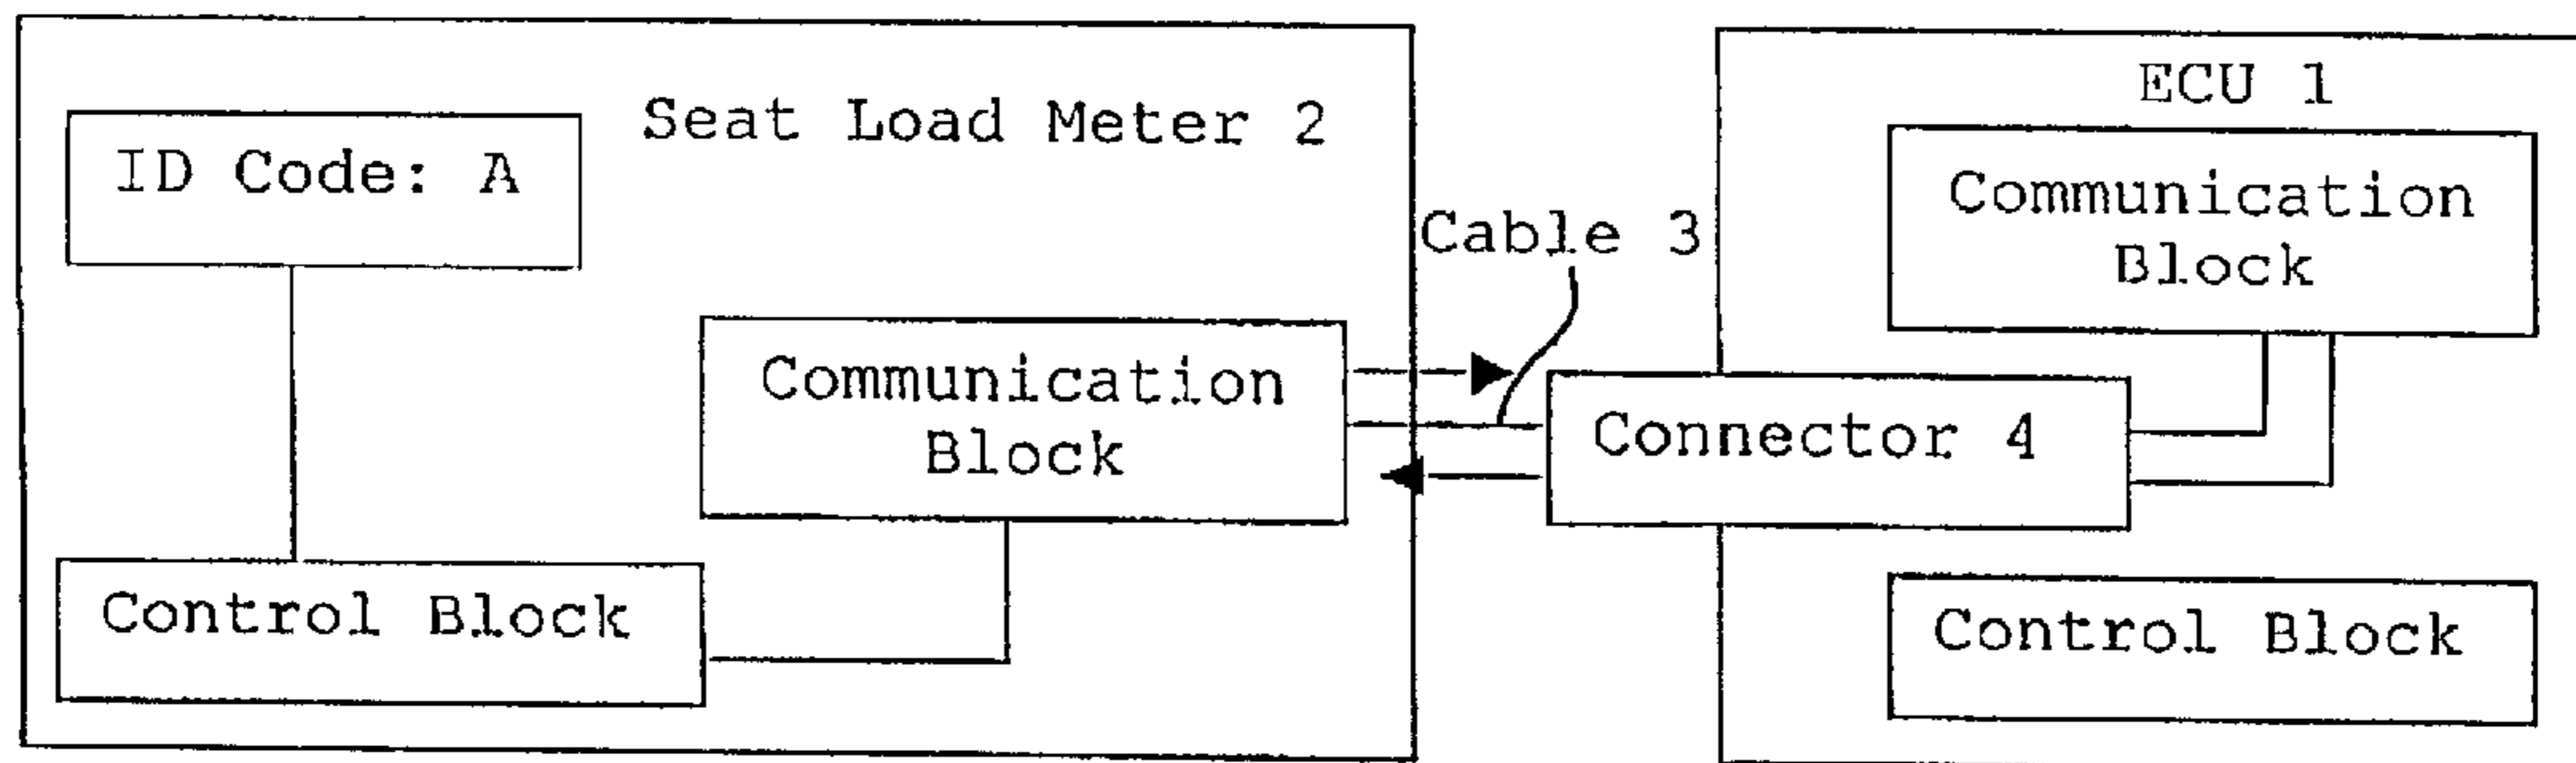 Seat Load Meter 2
ID Code: A
Communication
Block
Control Block
Cable 3
ECU 1
Communication
Block
Connector 4
Control Block